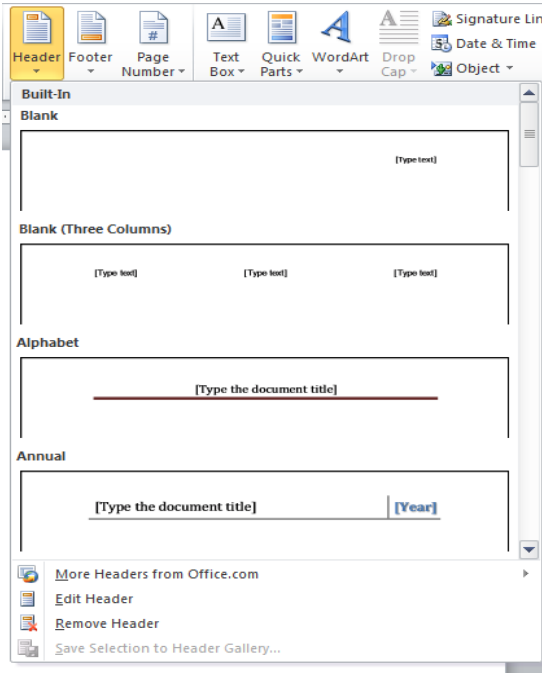 Header Footer Page Number Text Box Quick Parts WordArt Drop Cap
Signature Lin
Date & Time
Object
Built-In
Blank
[Type text]
Blank (Three Columns)
[Type text] [Type text] [Type text]
Alphabet
[Type the document title]
Annual
[Type the document title] [Year]
More Headers from Office.com
Edit Header
Remove Header
Save Selection to Header Gallery...